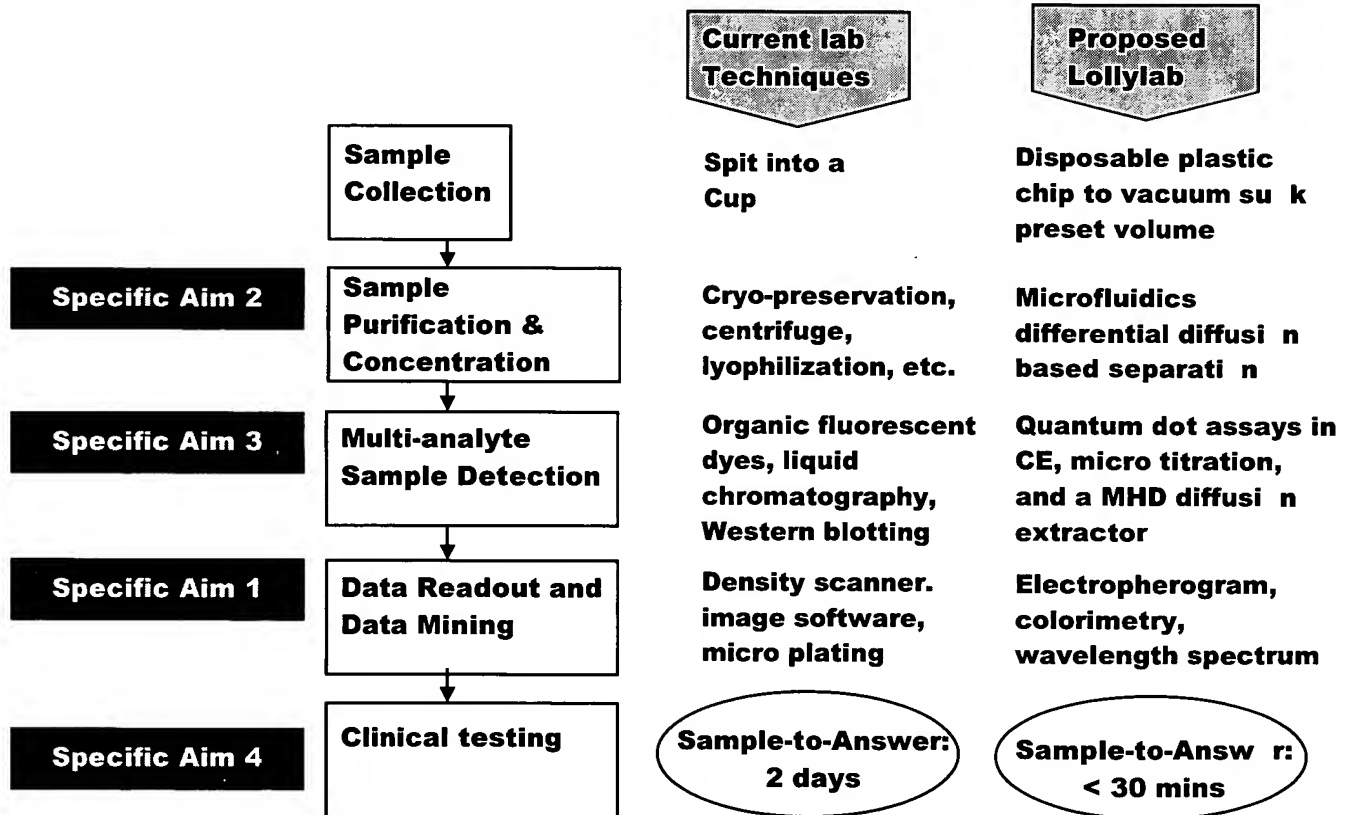 Current lab
Techniques
Proposed
Lollylab
Sample
Collection
Spit into a
Cup
Disposable plastic
chip to vacuum su k
preset volume
Specific Aim 2
Sample
Purification &
Concentration
Cryo-preservation,
centrifuge,
lyophilization, etc.
Microfluidics
differential diffusi n
based separati n
Specific Aim 3
Multi-analyte
Sample Detection
Organic fluorescent
dyes, liquid
chromatography,
Western blotting
Quantum dot assays in
CE, micro titration,
and a MHD diffusi n
extractor
Specific Aim 1
Data Readout and
Data Mining
Density scanner.
image software,
micro plating
Electropherogram,
colorimetry,
wavelength spectrum
Specific Aim 4
Clinical testing
Sample-to-Answer:
2 days
Sample-to-Answ r:
< 30 mins